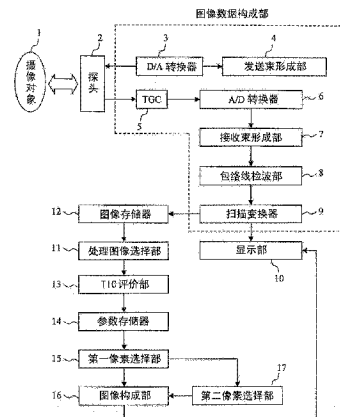 图像数据构成部
1
2
3
4
摄像对象
探头
D/A 转换器
发送束形成部
TGC
A/D 转换器
6
5
接收束形成部
7
包络线检波部
8
12
图像存储器
扫描变换器
9
11
处理图像选择部
显示部
10
13
TIC 评价部
14
参数存储器
15
第一像素选择部
17
16
图像构成部
第二像素选择部